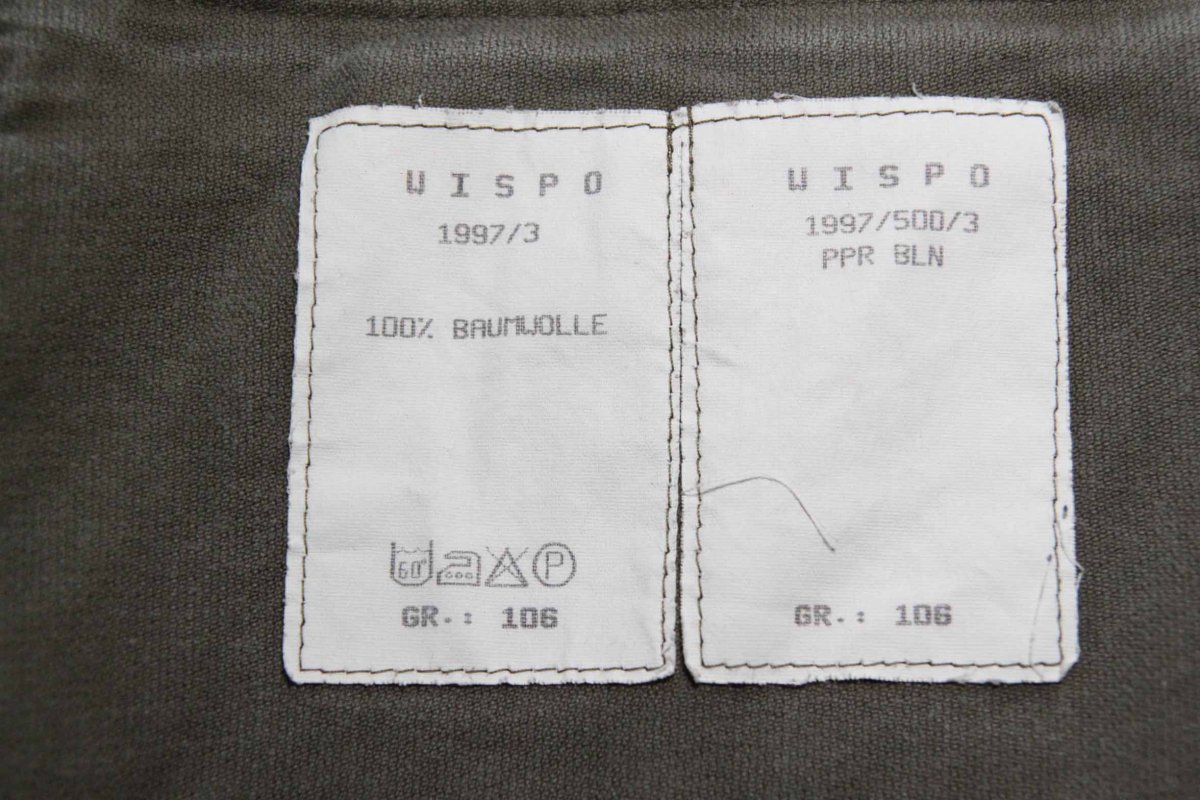 WISPO
1997/3
100% BAUMWOLLE
60°
P
GR.: 106
WISPO
1997/500/3
PPR BLN
GR.: 106